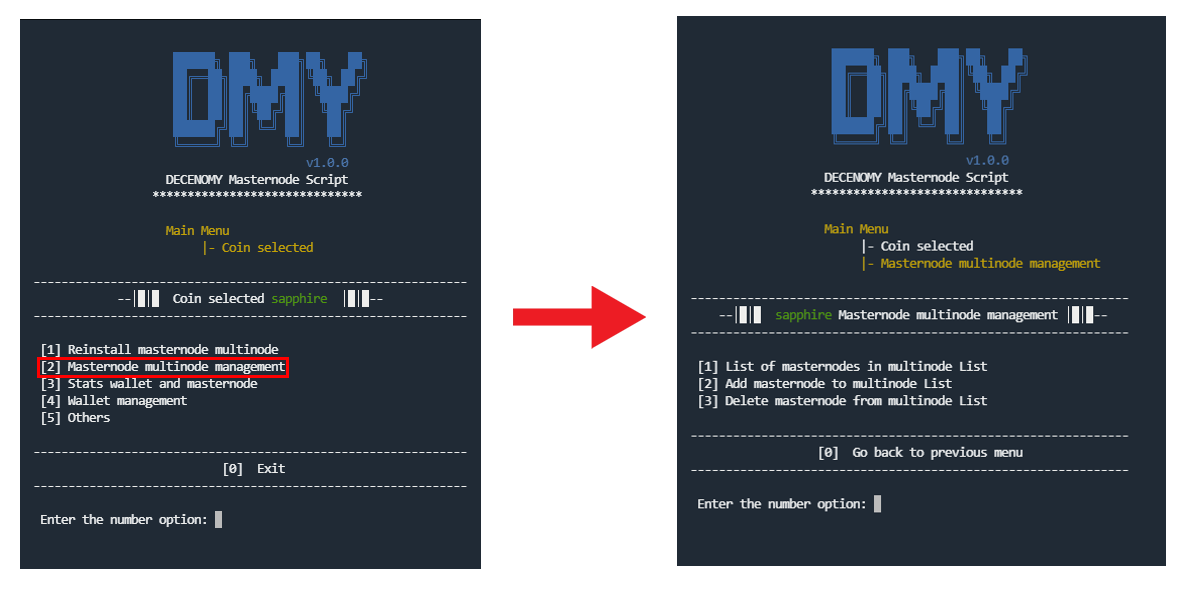 DMY
v1.0.0
DECENOMY Masternode Script
******************************
Main Menu
|- Coin selected
--------------------------------------------------------------
--|█|█ Coin selected sapphire |█|█--
--------------------------------------------------------------
[1] Reinstall masternode multinode
[2] Masternode multinode management
[3] Stats wallet and masternode
[4] Wallet management
[5] Others
--------------------------------------------------------------
[0] Exit
--------------------------------------------------------------
Enter the number option:
DMY
v1.0.0
DECENOMY Masternode Script
******************************
Main Menu
|- Coin selected
|- Masternode multinode management
--------------------------------------------------------------
--|█|█ sapphire Masternode multinode management |█|█--
--------------------------------------------------------------
[1] List of masternodes in multinode List
[2] Add masternode to multinode List
[3] Delete masternode from multinode List
--------------------------------------------------------------
[0] Go back to previous menu
--------------------------------------------------------------
Enter the number option: